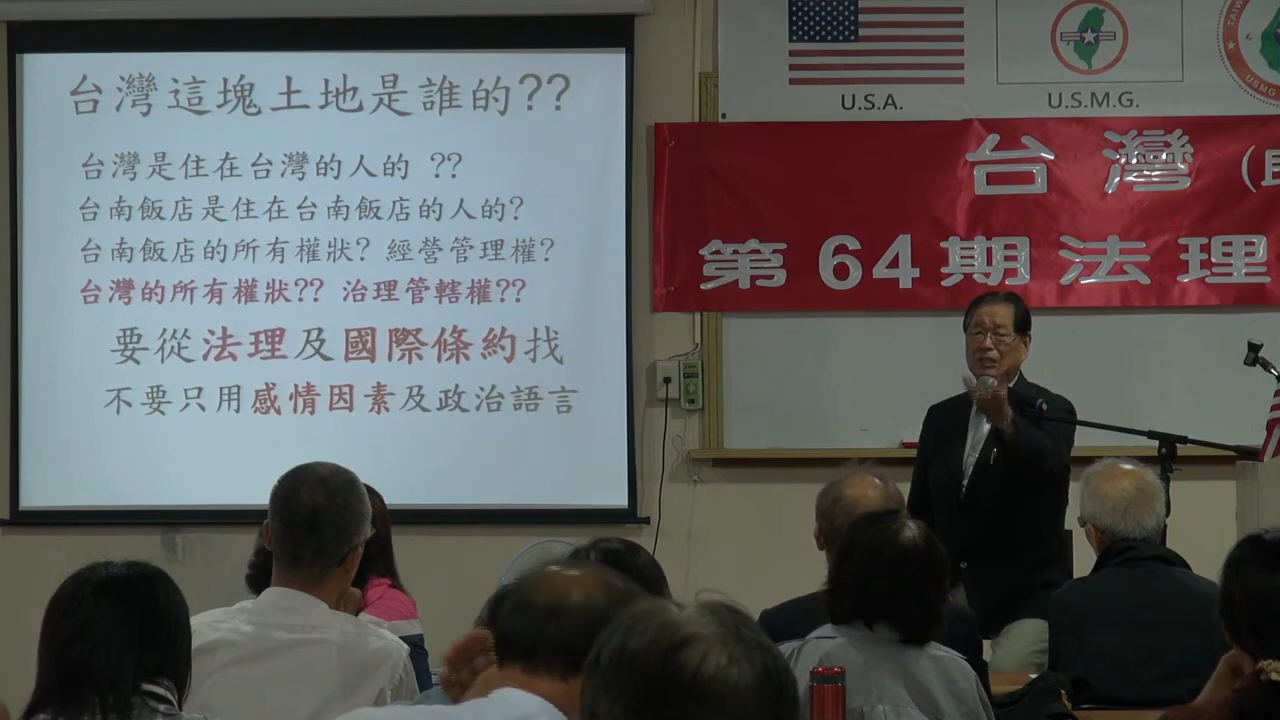 台灣這塊土地是誰的??
台灣是住在台灣的人的 ??
台南飯店是住在台南飯店的人的?
台南飯店的所有權狀? 經營管理權?
台灣的所有權狀?? 治理管轄權??
要從法理及國際條約找
不要只用感情因素及政治語言
U.S.A.
U.S.M.G.
台灣
第64期法理